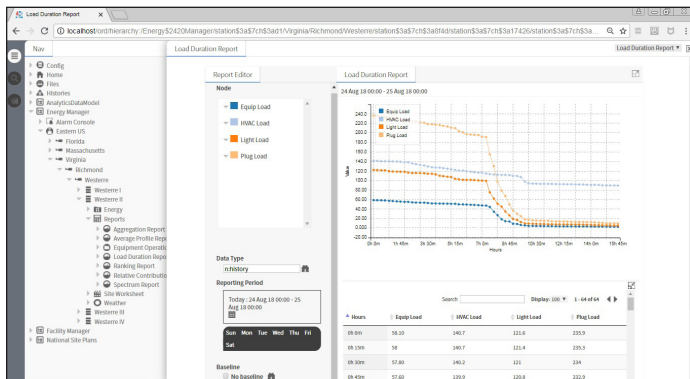 Load Duration Report
localhost/ord/hierarchy:/Energy$2420Manager/station$3a$7ch$3ad1/Virginia/Richmond/Westerre/station$3a$7ch$3a8f4d/station$3a$7ch$3a17426/station$3a$7ch$3a...
Nav
Load Duration Report
Load Duration Report
Config
Home
Files
Histories
AnalyticsDataModel
Energy Manager
Alarm Console
Eastern US
Florida
Massachusetts
Virginia
Richmond
Westerre
Westerre I
Westerre II
Energy
Reports
Aggregation Report
Average Profile Rep
Equipment Operatio
Load Duration Repo
Ranking Report
Relative Contributio
Spectrum Report
Site Worksheet
Weather
Westerre III
Westerre IV
Facility Manager
National Site Plans
Report Editor
Node
Equip Load
HVAC Load
Light Load
Plug Load
Data Type
n:history
Reporting Period
Today : 24 Aug 18 00:00 - 25
Aug 18 00:00
Sun Mon Tue Wed Thu Fri
Sat
Baseline
No baseline
Load Duration Report
24 Aug 18 00:00 - 25 Aug 18 00:00
Equip Load
HVAC Load
Light Load
Plug Load
Value
240.0
220.0
200.0
180.0
160.0
140.0
120.0
100.0
80.00
60.00
40.00
20.00
0.000
-20.00
0h 0m 1h 45m 3h 30m 5h 15m 7h 0m 8h 45m 10h 30m 12h 15m 14h 0m 15h 45m
Hours
Search Display: 100 1 - 64 of 64
Hours Equip Load HVAC Load Light Load Plug Load
0h 0m 58.10 140.7 121.6 235.9
0h 15m 58 140.7 121.4 235.3
0h 30m 57.80 140.2 121 234
0h 45m 57.60 139.9 120.8 232.9